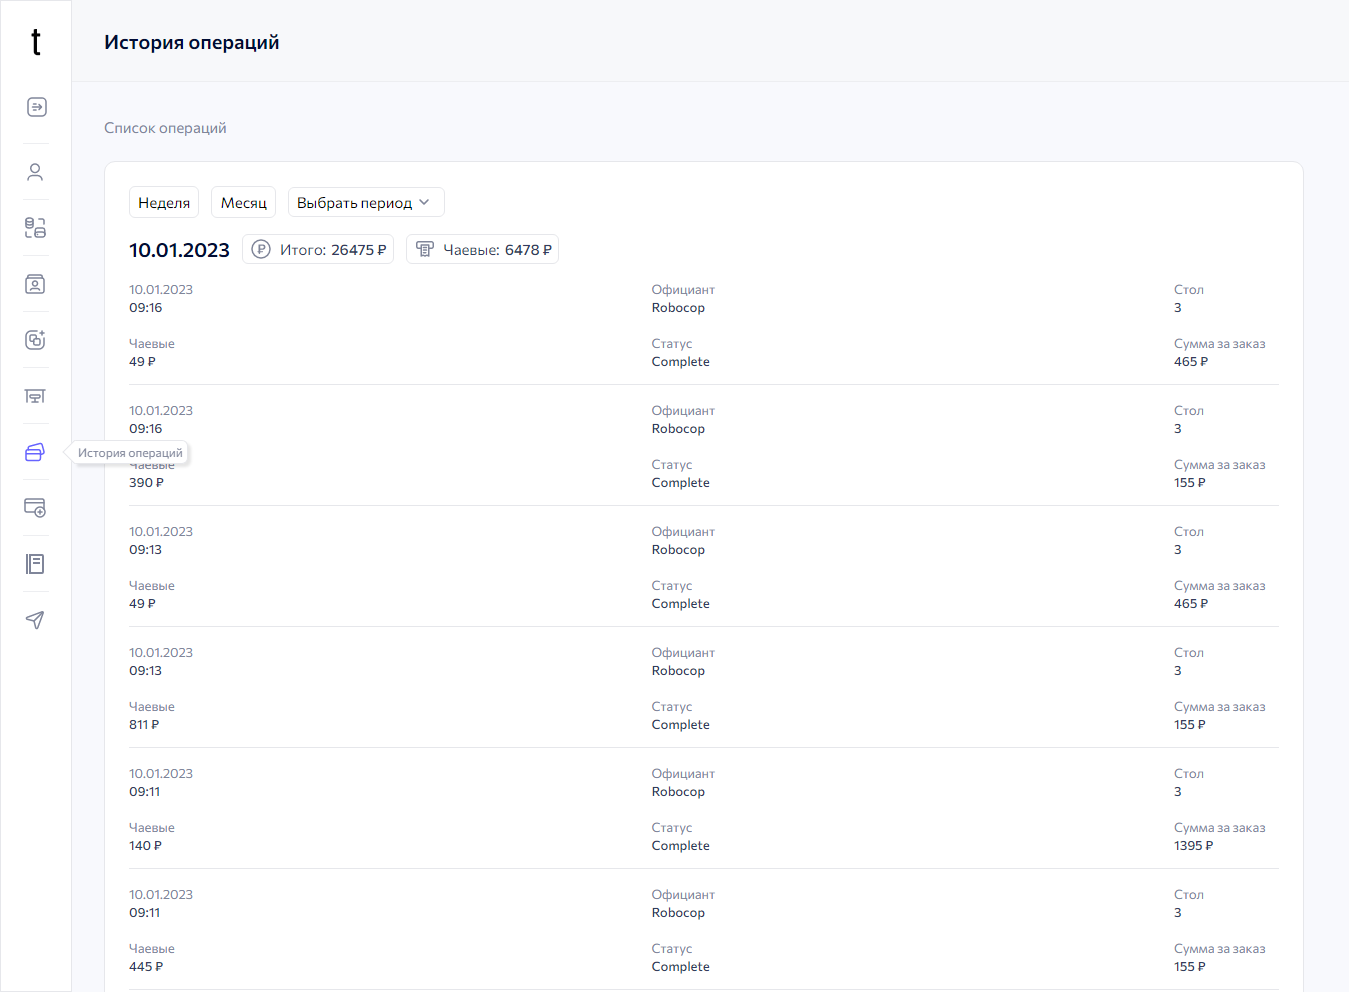 t
История операций
Список операций
Неделя Месяц Выбрать период
10.01.2023 Итого: 26475 ₽ Чаевые: 6478 ₽
10.01.2023 Официант Стол
09:16 Robocop 3
Чаевые Статус Сумма за заказ
49 ₽ Complete 465 ₽
10.01.2023 Официант Стол
09:16 Robocop 3
История операций
Чаевые Статус Сумма за заказ
390 ₽ Complete 155 ₽
10.01.2023 Официант Стол
09:13 Robocop 3
Чаевые Статус Сумма за заказ
49 ₽ Complete 465 ₽
10.01.2023 Официант Стол
09:13 Robocop 3
Чаевые Статус Сумма за заказ
811 ₽ Complete 155 ₽
10.01.2023 Официант Стол
09:11 Robocop 3
Чаевые Статус Сумма за заказ
140 ₽ Complete 1395 ₽
10.01.2023 Официант Стол
09:11 Robocop 3
Чаевые Статус Сумма за заказ
445 ₽ Complete 155 ₽